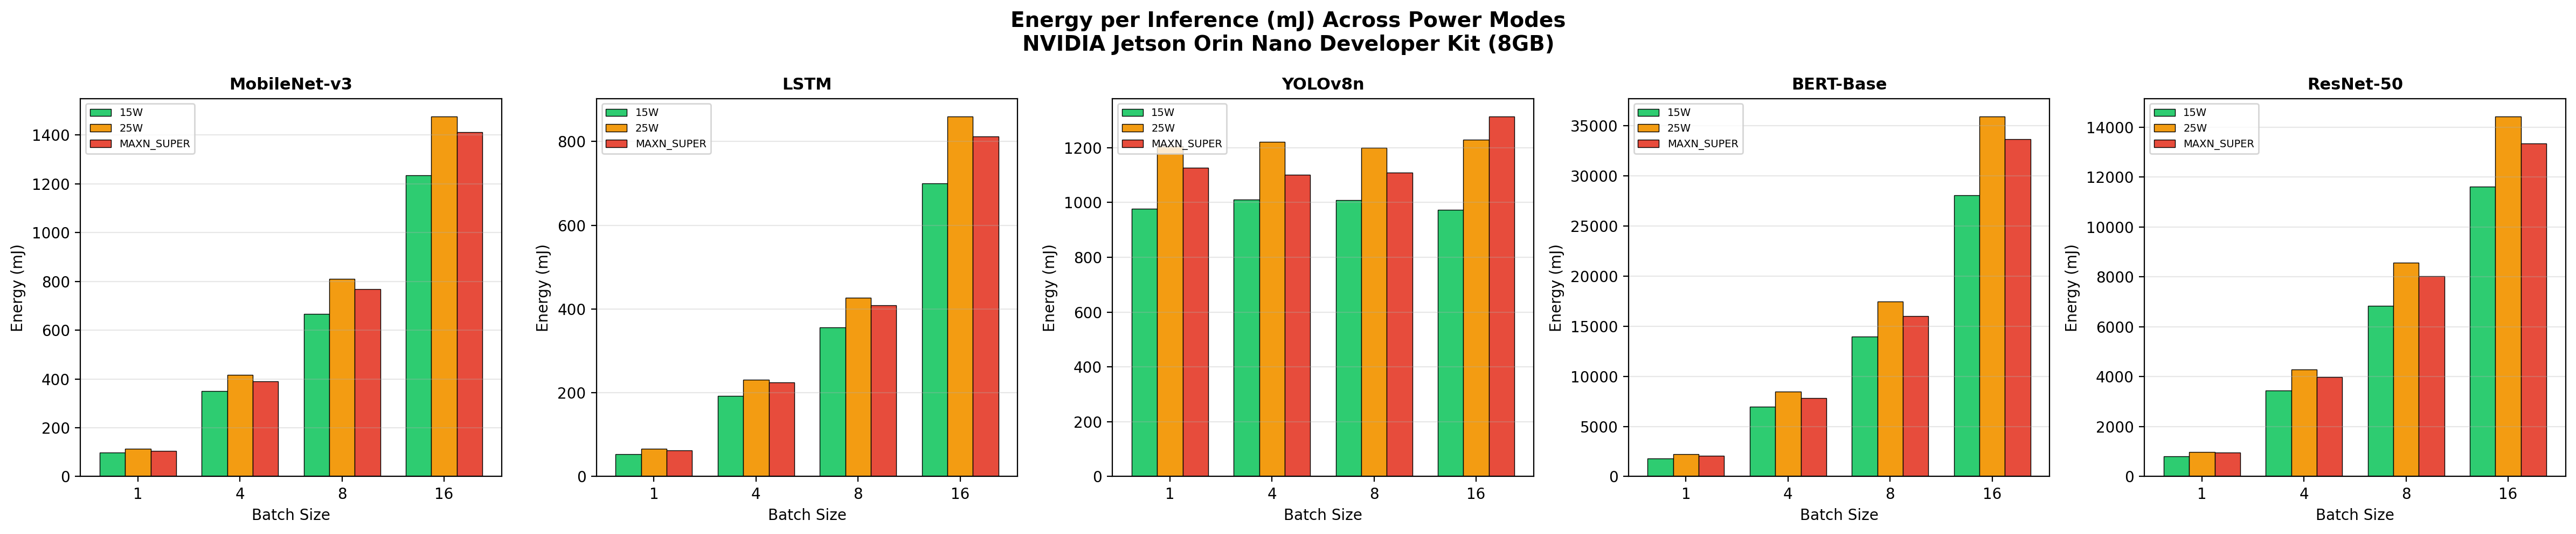 Energy per Inference (mJ) Across Power Modes
NVIDIA Jetson Orin Nano Developer Kit (8GB)
MobileNet-v3
15W
25W
MAXN_SUPER
1400
1200
1000
800
600
400
200
0
Energy (mJ)
1 4 8 16
Batch Size
LSTM
15W
25W
MAXN_SUPER
800
600
400
200
0
Energy (mJ)
1 4 8 16
Batch Size
YOLOv8n
15W
25W
MAXN_SUPER
1200
1000
800
600
400
200
0
Energy (mJ)
1 4 8 16
Batch Size
BERT-Base
15W
25W
MAXN_SUPER
35000
30000
25000
20000
15000
10000
5000
0
Energy (mJ)
1 4 8 16
Batch Size
ResNet-50
15W
25W
MAXN_SUPER
14000
12000
10000
8000
6000
4000
2000
0
Energy (mJ)
1 4 8 16
Batch Size